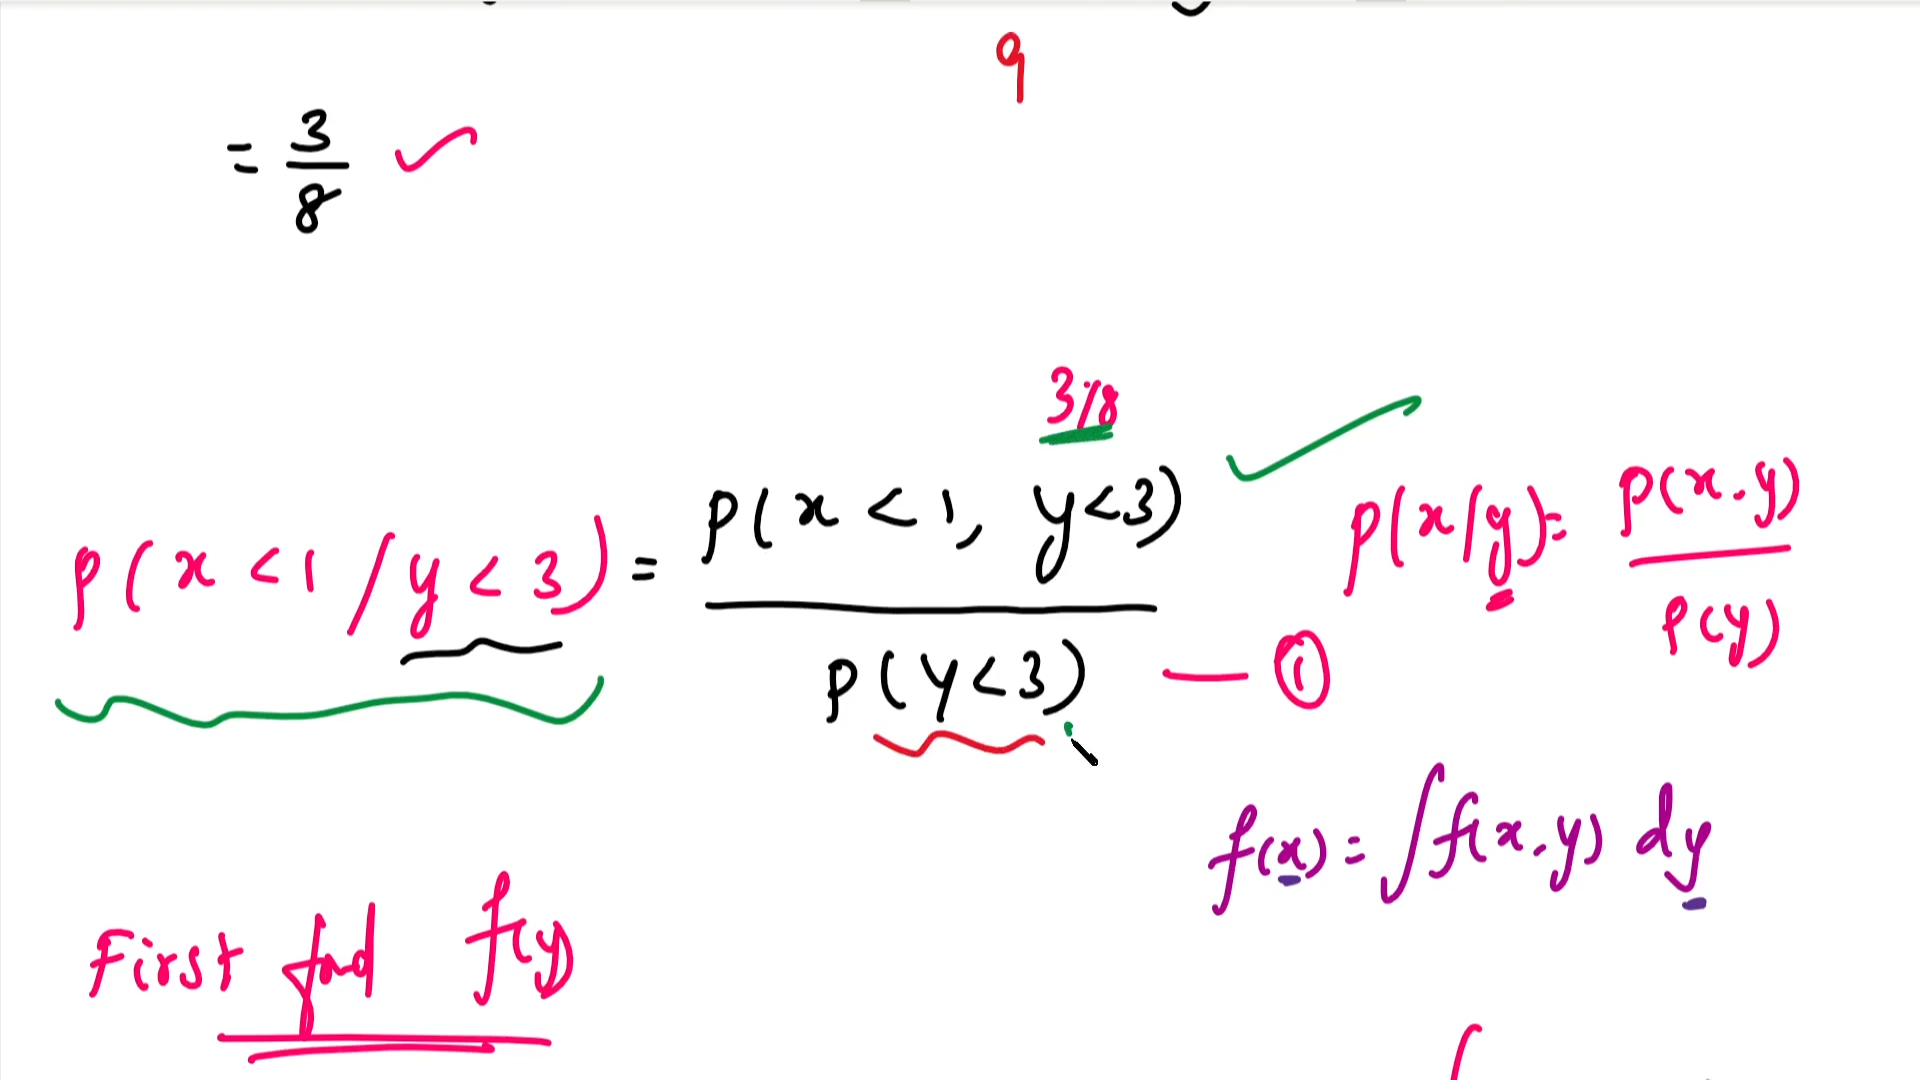 9
= 3/8 ✓
3/8 ✓
P(x<1/y<3) = P(x<1, y<3) / P(y<3) — ①
P(x/y) = P(x.y) / P(y)
f(x) = ∫f(x.y) dy
First find f(y)